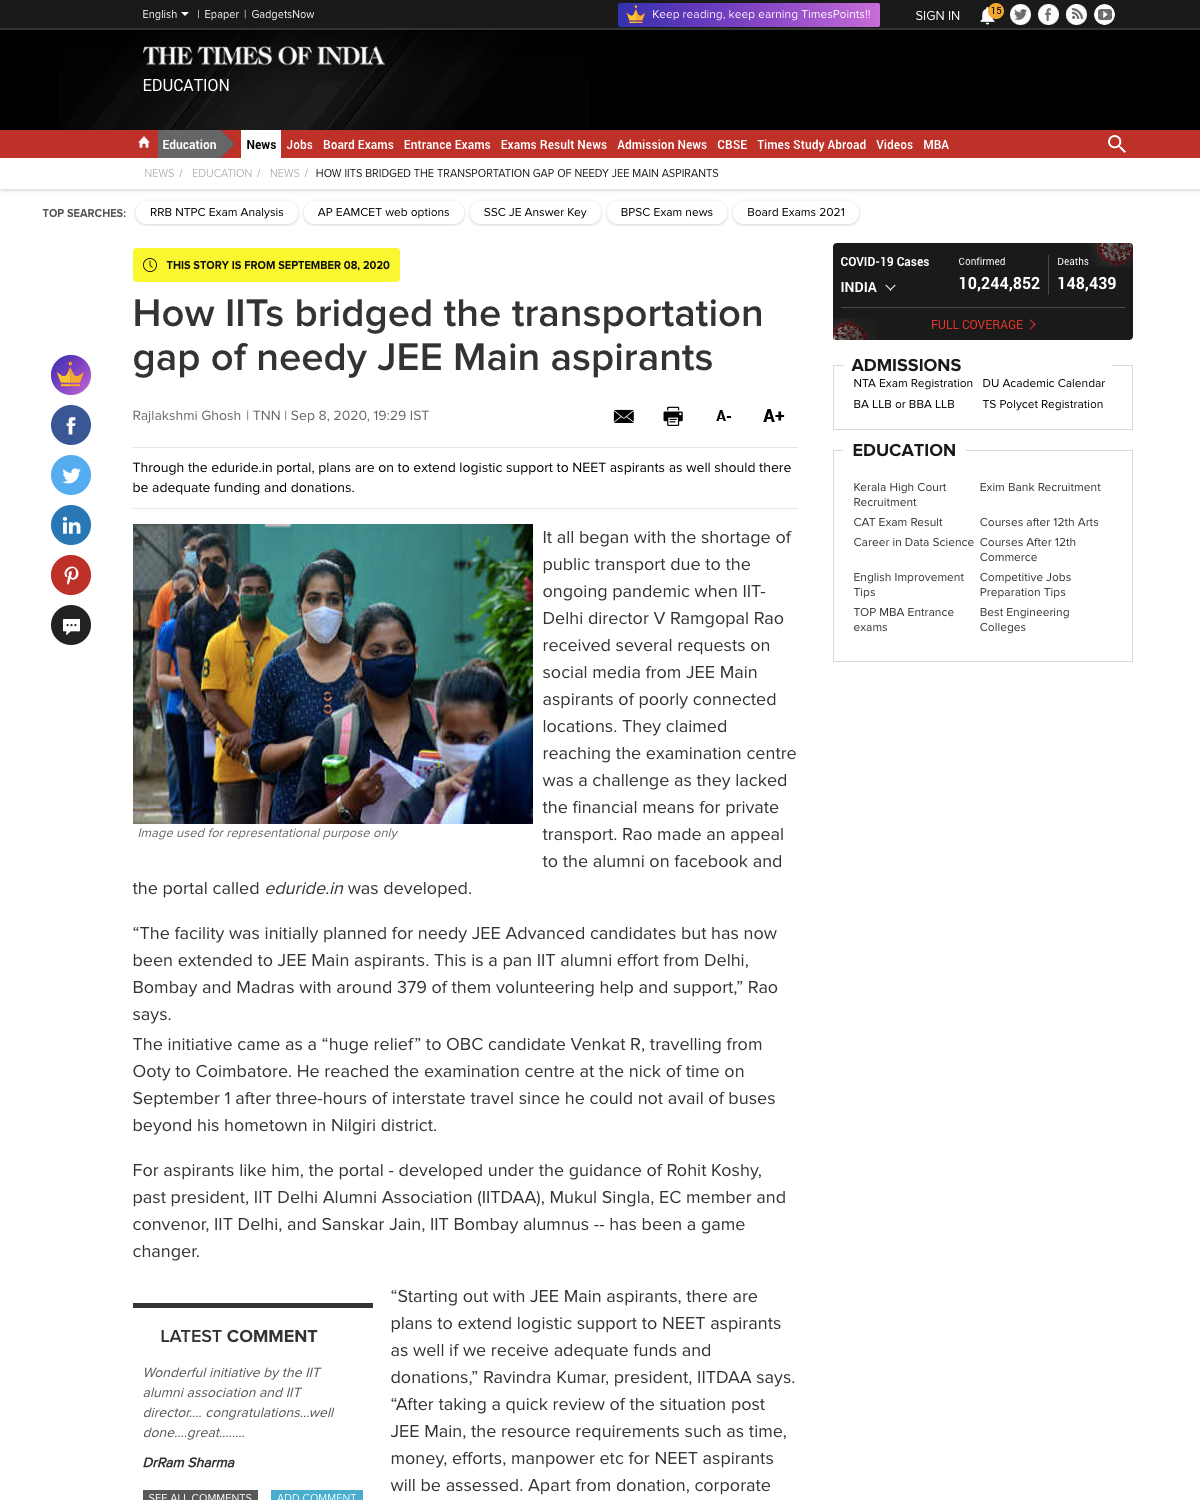 English | Epaper | GadgetsNow
Keep reading, keep earning TimesPoints!!
SIGN IN
15
THE TIMES OF INDIA
EDUCATION
Education News Jobs Board Exams Entrance Exams Exams Result News Admission News CBSE Times Study Abroad Videos MBA
NEWS / EDUCATION / NEWS / HOW IITS BRIDGED THE TRANSPORTATION GAP OF NEEDY JEE MAIN ASPIRANTS
TOP SEARCHES: RRB NTPC Exam Analysis AP EAMCET web options SSC JE Answer Key BPSC Exam news Board Exams 2021
THIS STORY IS FROM SEPTEMBER 08, 2020
How IITs bridged the transportation
gap of needy JEE Main aspirants
Rajlakshmi Ghosh | TNN | Sep 8, 2020, 19:29 IST
A- A+
Through the eduride.in portal, plans are on to extend logistic support to NEET aspirants as well should there
be adequate funding and donations.
Image used for representational purpose only
It all began with the shortage of
public transport due to the
ongoing pandemic when IIT-
Delhi director V Ramgopal Rao
received several requests on
social media from JEE Main
aspirants of poorly connected
locations. They claimed
reaching the examination centre
was a challenge as they lacked
the financial means for private
transport. Rao made an appeal
to the alumni on facebook and
the portal called eduride.in was developed.
“The facility was initially planned for needy JEE Advanced candidates but has now
been extended to JEE Main aspirants. This is a pan IIT alumni effort from Delhi,
Bombay and Madras with around 379 of them volunteering help and support,” Rao
says.
The initiative came as a “huge relief” to OBC candidate Venkat R, travelling from
Ooty to Coimbatore. He reached the examination centre at the nick of time on
September 1 after three-hours of interstate travel since he could not avail of buses
beyond his hometown in Nilgiri district.
For aspirants like him, the portal - developed under the guidance of Rohit Koshy,
past president, IIT Delhi Alumni Association (IITDAA), Mukul Singla, EC member and
convenor, IIT Delhi, and Sanskar Jain, IIT Bombay alumnus -- has been a game
changer.
LATEST COMMENT
Wonderful initiative by the IIT
alumni association and IIT
director.... congratulations...well
done....great........
DrRam Sharma
SEE ALL COMMENTS ADD COMMENT
“Starting out with JEE Main aspirants, there are
plans to extend logistic support to NEET aspirants
as well if we receive adequate funds and
donations,” Ravindra Kumar, president, IITDAA says.
“After taking a quick review of the situation post
JEE Main, the resource requirements such as time,
money, efforts, manpower etc for NEET aspirants
will be assessed. Apart from donation, corporate
COVID-19 Cases Confirmed Deaths
INDIA 10,244,852 148,439
FULL COVERAGE
ADMISSIONS
NTA Exam Registration DU Academic Calendar
BA LLB or BBA LLB TS Polycet Registration
EDUCATION
Kerala High Court Exim Bank Recruitment
Recruitment
CAT Exam Result Courses after 12th Arts
Career in Data Science Courses After 12th
Commerce
English Improvement Competitive Jobs
Tips Preparation Tips
TOP MBA Entrance Best Engineering
exams Colleges